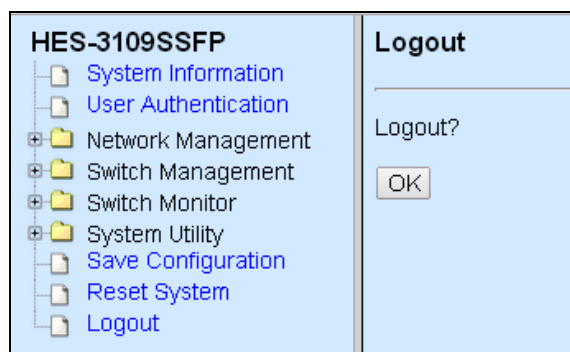 HES-3109SSFP
System Information
User Authentication
Network Management
Switch Management
Switch Monitor
System Utility
Save Configuration
Reset System
Logout
Logout
Logout?
OK